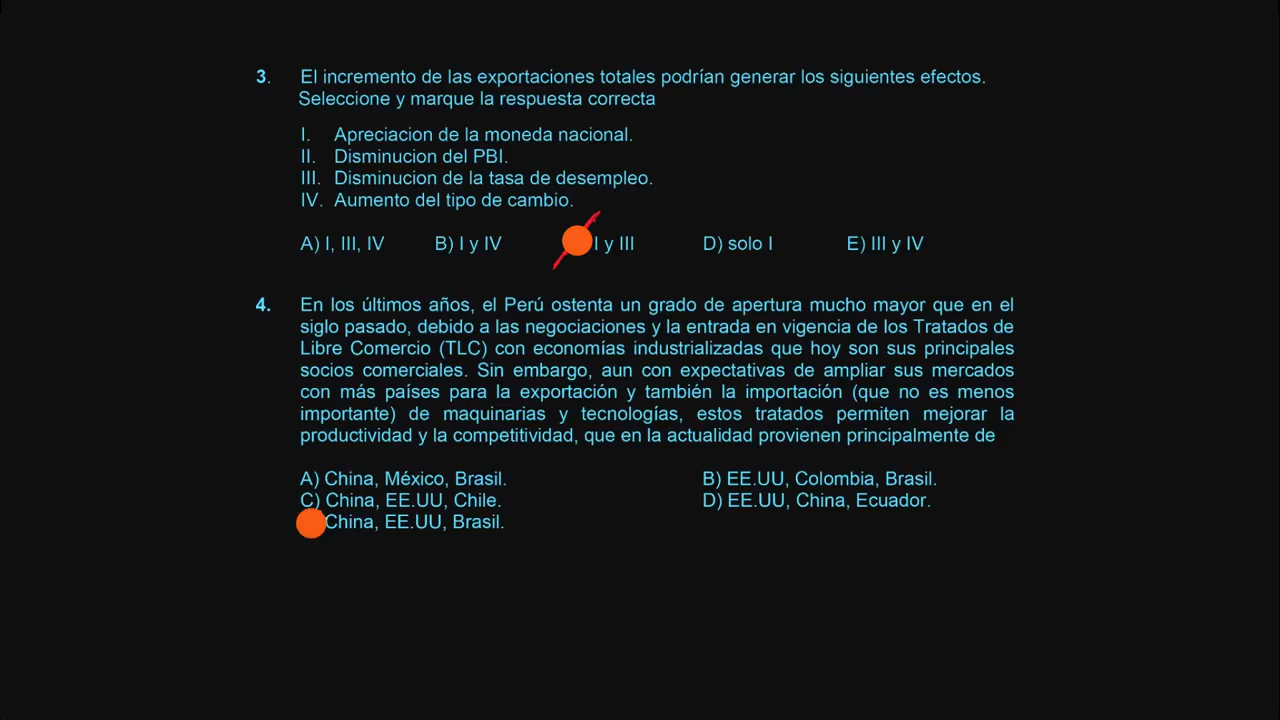 3. El incremento de las exportaciones totales podrían generar los siguientes efectos.
Seleccione y marque la respuesta correcta
I. Apreciacion de la moneda nacional.
II. Disminucion del PBI.
III. Disminucion de la tasa de desempleo.
IV. Aumento del tipo de cambio.
A) I, III, IV B) I y IV I y III D) solo I E) III y IV
4. En los últimos años, el Perú ostenta un grado de apertura mucho mayor que en el
siglo pasado, debido a las negociaciones y la entrada en vigencia de los Tratados de
Libre Comercio (TLC) con economías industrializadas que hoy son sus principales
socios comerciales. Sin embargo, aun con expectativas de ampliar sus mercados
con más países para la exportación y también la importación (que no es menos
importante) de maquinarias y tecnologías, estos tratados permiten mejorar la
productividad y la competitividad, que en la actualidad provienen principalmente de
A) China, México, Brasil. B) EE.UU, Colombia, Brasil.
C) China, EE.UU, Chile. D) EE.UU, China, Ecuador.
China, EE.UU, Brasil.